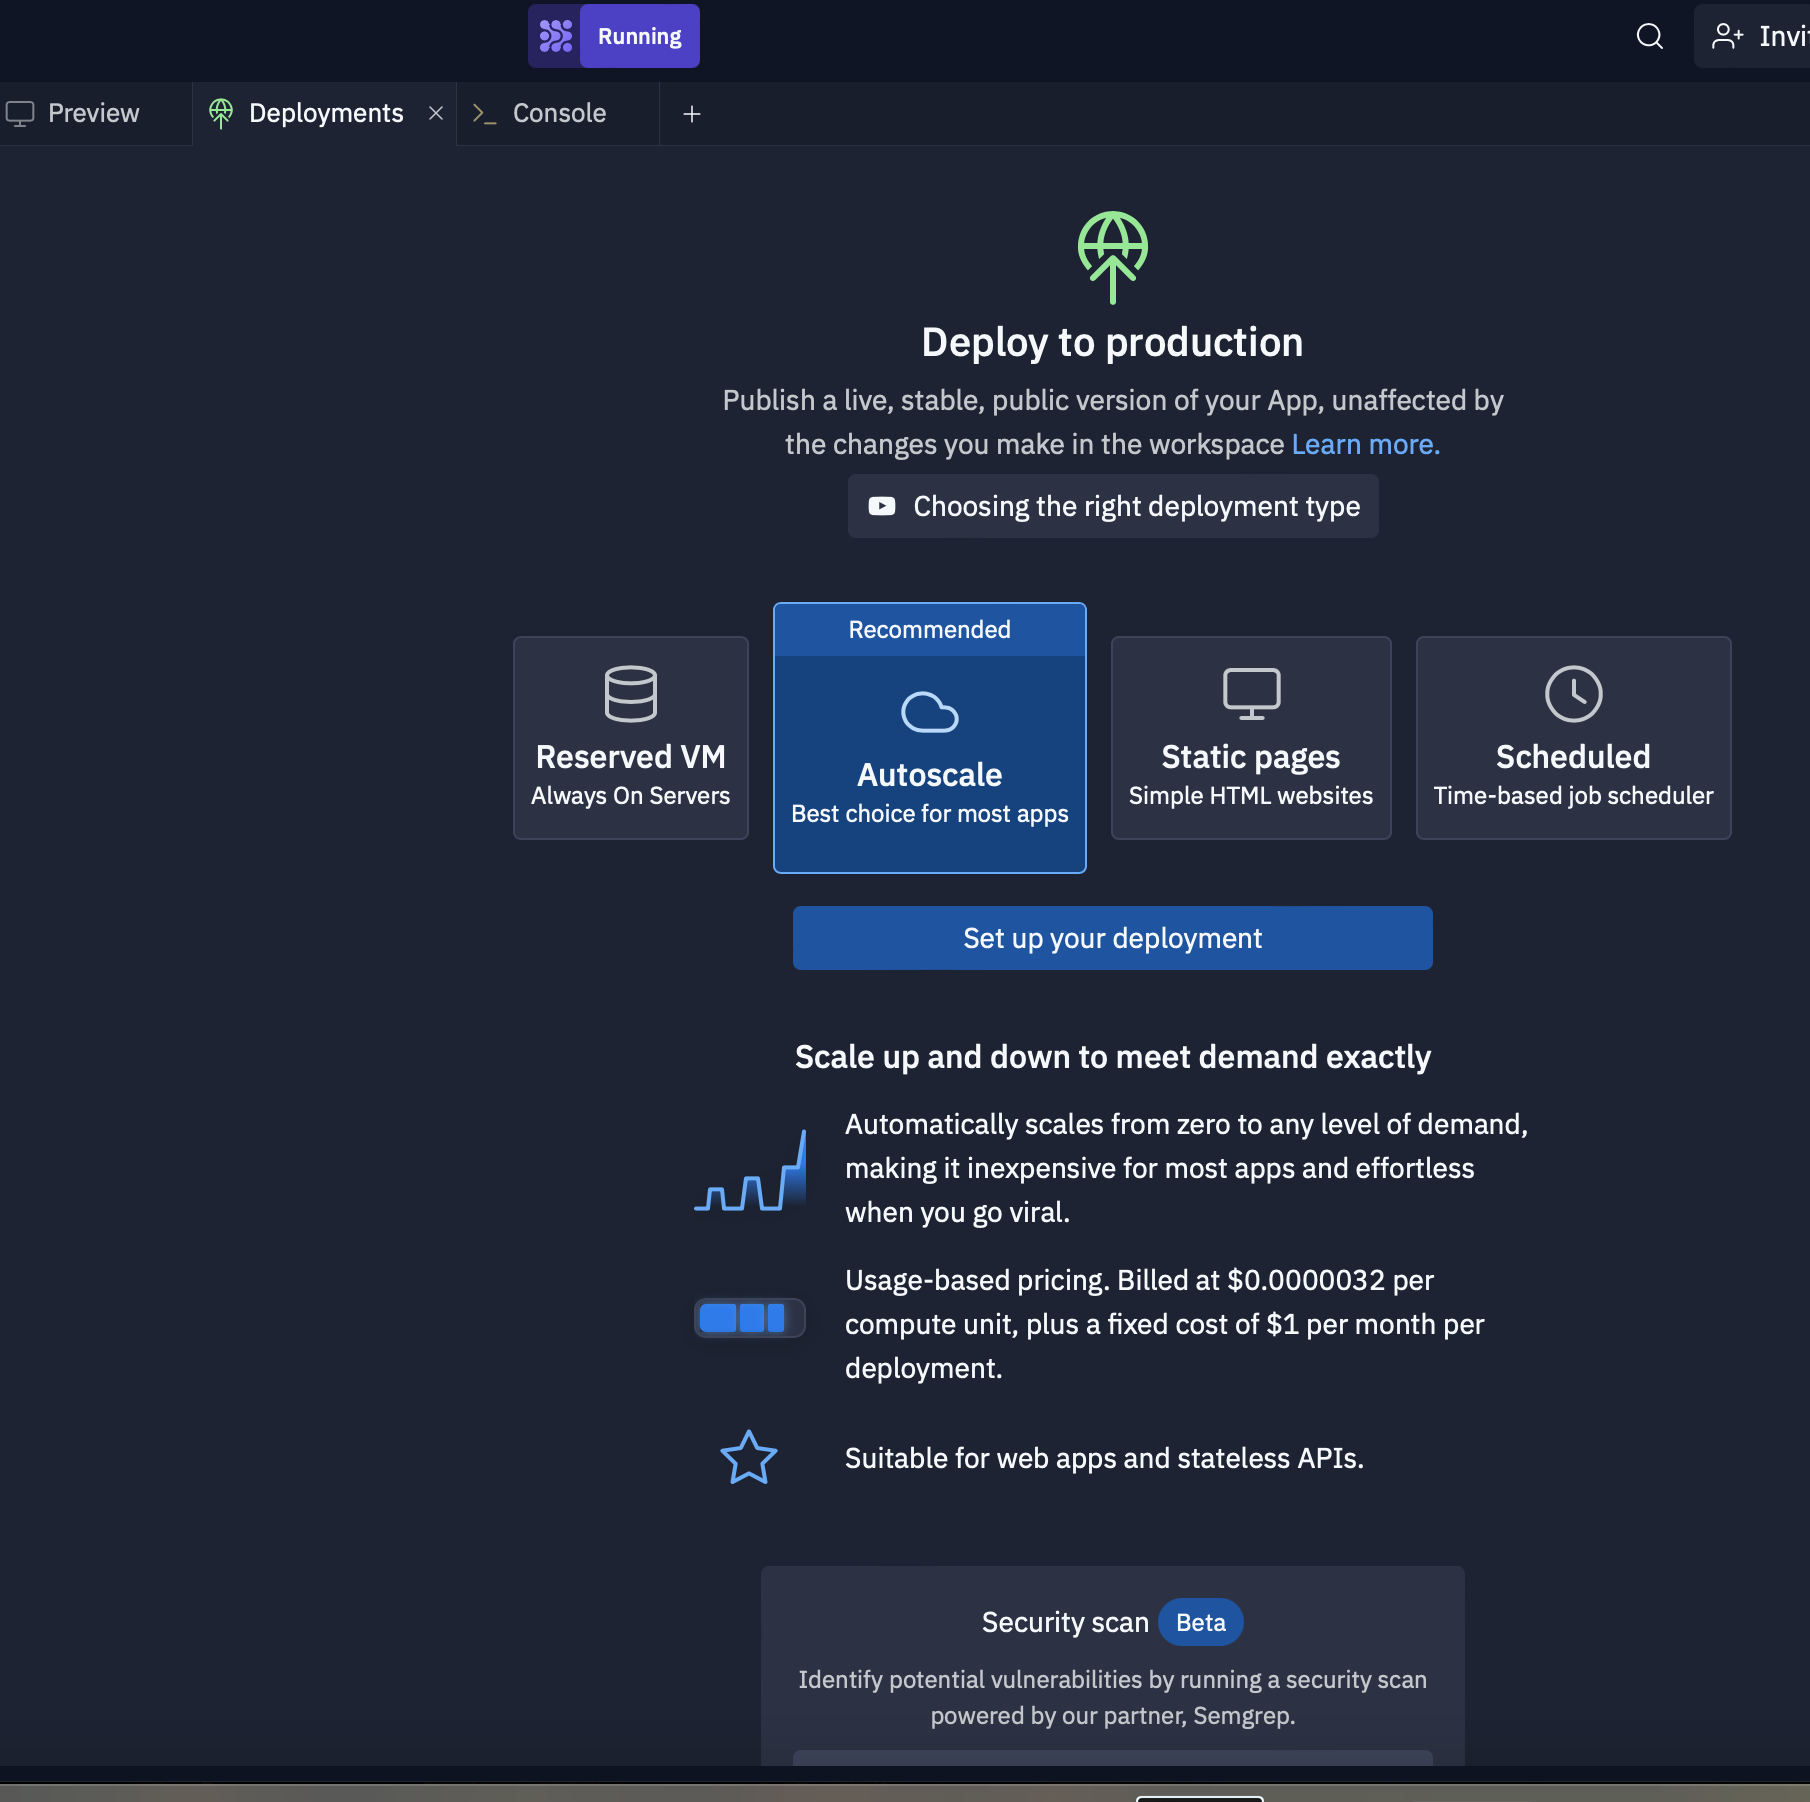 Running
Preview
Deployments
Console
Deploy to production
Publish a live, stable, public version of your App, unaffected by
the changes you make in the workspace Learn more.
Choosing the right deployment type
Reserved VM
Always On Servers
Recommended
Autoscale
Best choice for most apps
Static pages
Simple HTML websites
Scheduled
Time-based job scheduler
Set up your deployment
Scale up and down to meet demand exactly
Automatically scales from zero to any level of demand,
making it inexpensive for most apps and effortless
when you go viral.
Usage-based pricing. Billed at $0.0000032 per
compute unit, plus a fixed cost of $1 per month per
deployment.
Suitable for web apps and stateless APIs.
Security scan Beta
Identify potential vulnerabilities by running a security scan
powered by our partner, Semgrep.